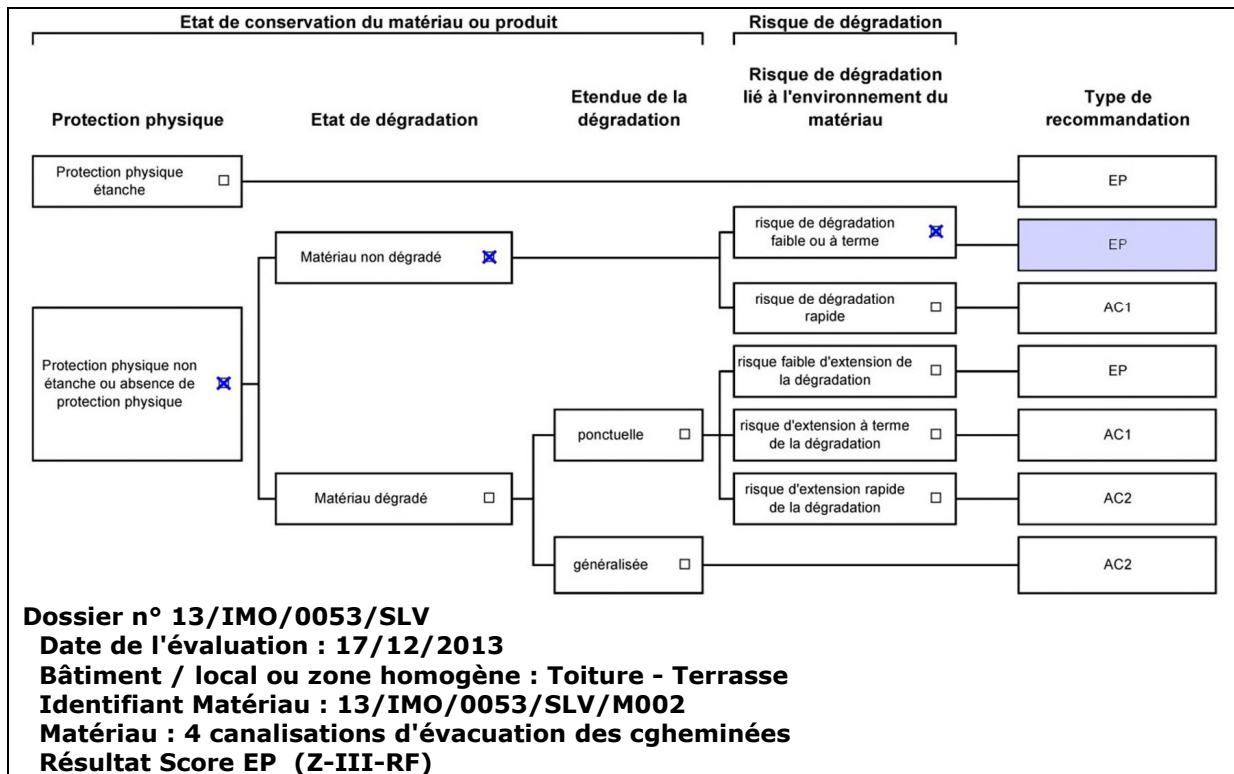 Etat de conservation du matériau ou produit
Risque de dégradation
Protection physique
Etat de dégradation
Etendue de la
dégradation
Risque de dégradation
lié à l'environnement du
matériau
Type de
recommandation
Protection physique
étanche
EP
risque de dégradation
faible ou à terme
EP
Matériau non dégradé
risque de dégradation
rapide
AC1
Protection physique non
étanche ou absence de
protection physique
risque faible d'extension de
la dégradation
EP
ponctuelle
risque d'extension à terme
de la dégradation
AC1
Matériau dégradé
risque d'extension rapide
de la dégradation
AC2
généralisée
AC2
Dossier n° 13/IMO/0053/SLV
Date de l'évaluation : 17/12/2013
Bâtiment / local ou zone homogène : Toiture - Terrasse
Identifiant Matériau : 13/IMO/0053/SLV/M002
Matériau : 4 canalisations d'évacuation des cgheminées
Résultat Score EP (Z-III-RF)